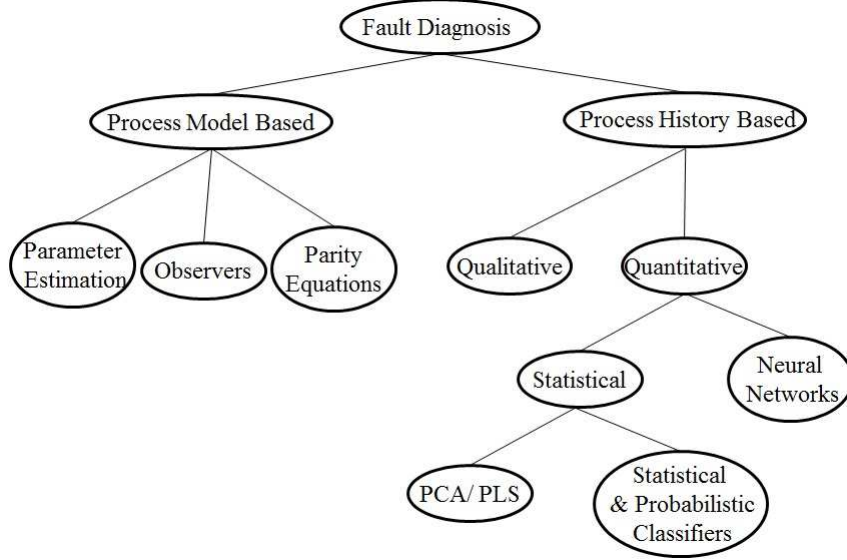 Fault Diagnosis
Process Model Based
Process History Based
Parameter
Estimation
Observers
Parity
Equations
Qualitative
Quantitative
Statistical
Neural
Networks
PCA/ PLS
Statistical
& Probabilistic
Classifiers